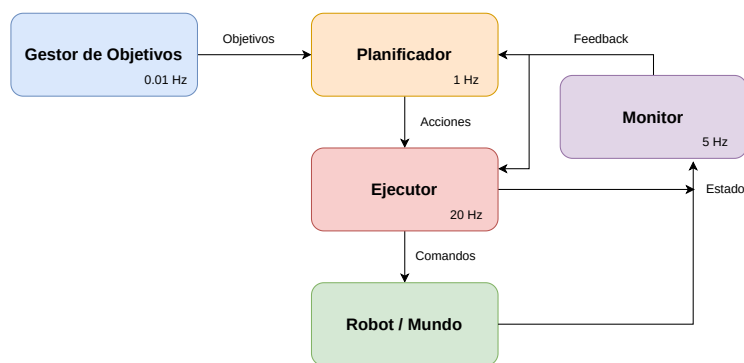 Gestor de Objetivos
0.01 Hz
Objetivos
Planificador
1 Hz
Feedback
Monitor
5 Hz
Acciones
Ejecutor
20 Hz
Estado
Comandos
Robot / Mundo